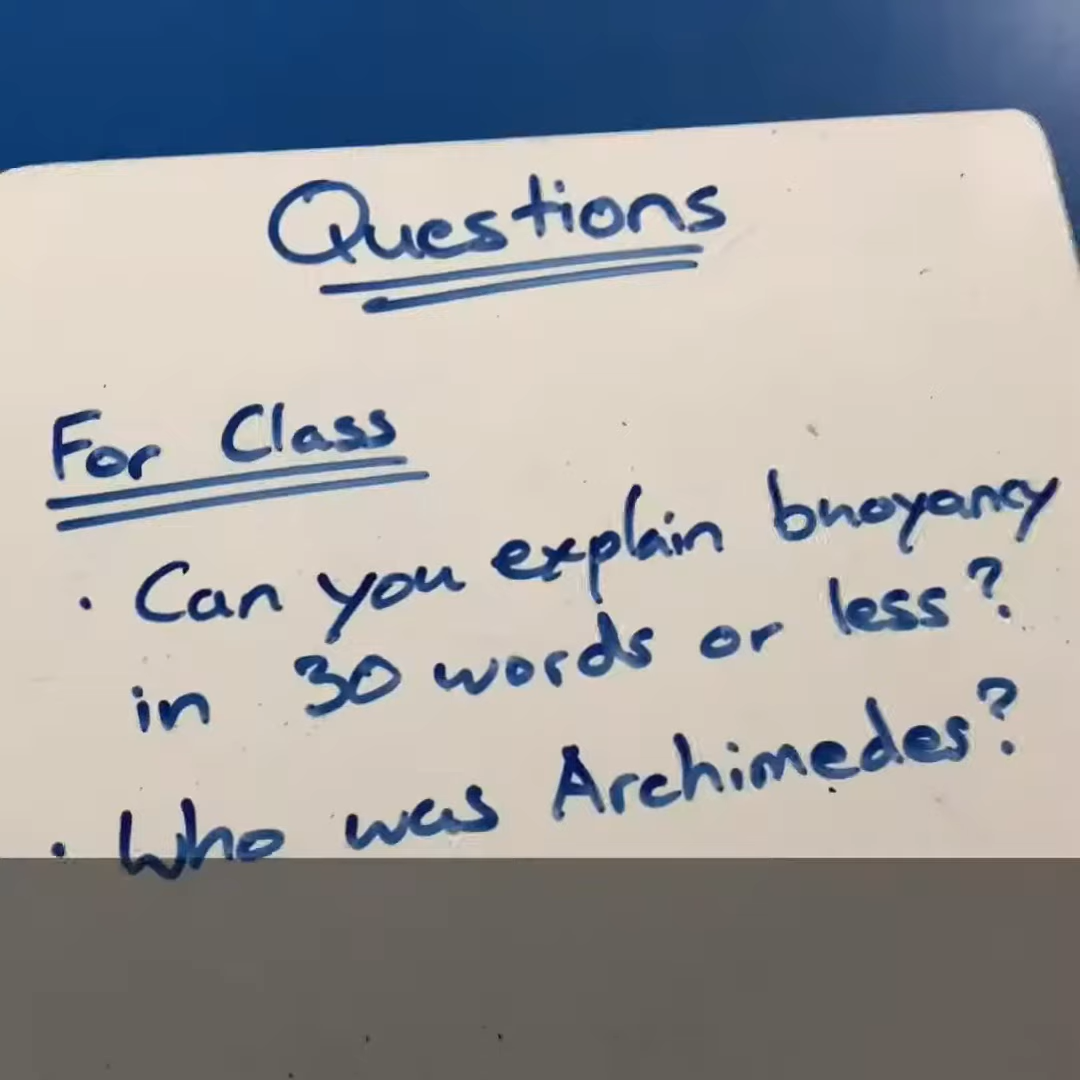 Questions
For Class
· Can you explain buoyancy
in 30 words or less?
· Who was Archimedes?